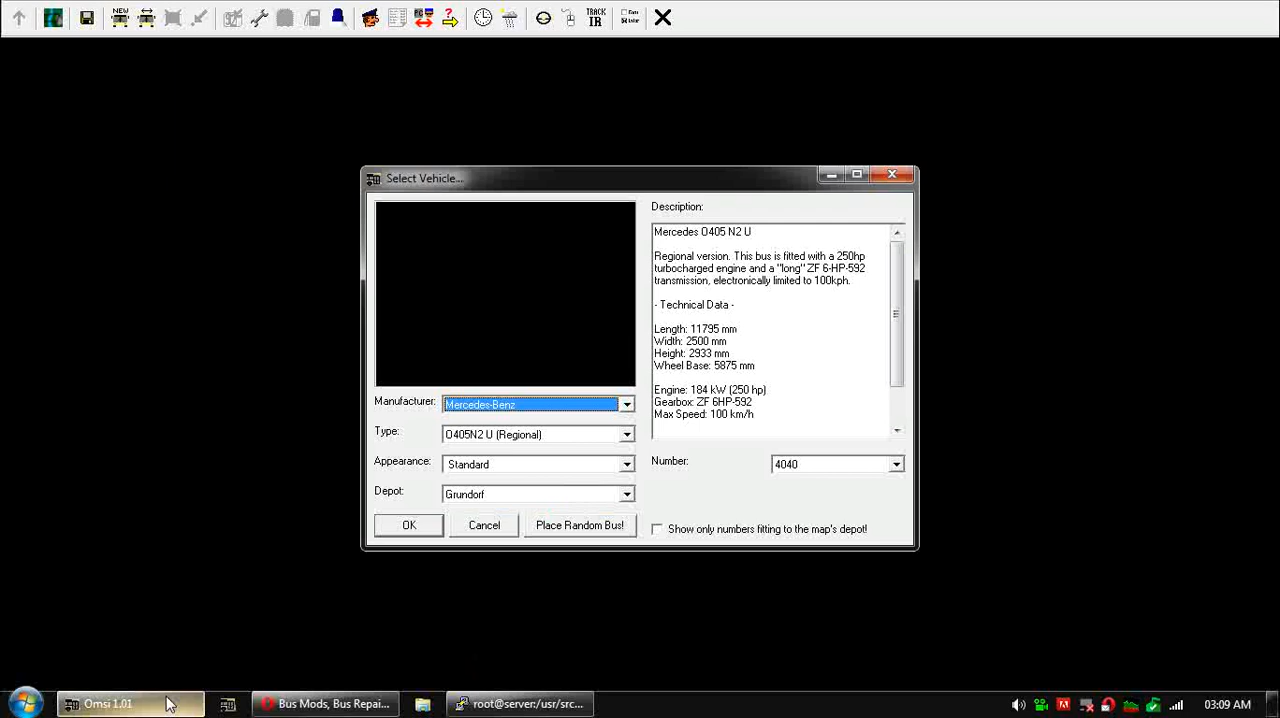 NEW
TRACK
IR
Select Vehicle...
Description:
Mercedes O405 N2 U
Regional version. This bus is fitted with a 250hp
turbocharged engine and a "long" ZF 6-HP-592
transmission, electronically limited to 100kph.
- Technical Data -
Length: 11795 mm
Width: 2500 mm
Height: 2933 mm
Wheel Base: 5875 mm
Engine: 184 kW (250 hp)
Gearbox: ZF 6HP-592
Max Speed: 100 km/h
Manufacturer:
Mercedes-Benz
Type:
O405N2 U (Regional)
Appearance:
Standard
Number:
4040
Depot:
Grundorf
OK
Cancel
Place Random Bus!
Show only numbers fitting to the map's depot!
Omsi 1.01
Bus Mods, Bus Repai...
root@server:/usr/src...
03:09 AM